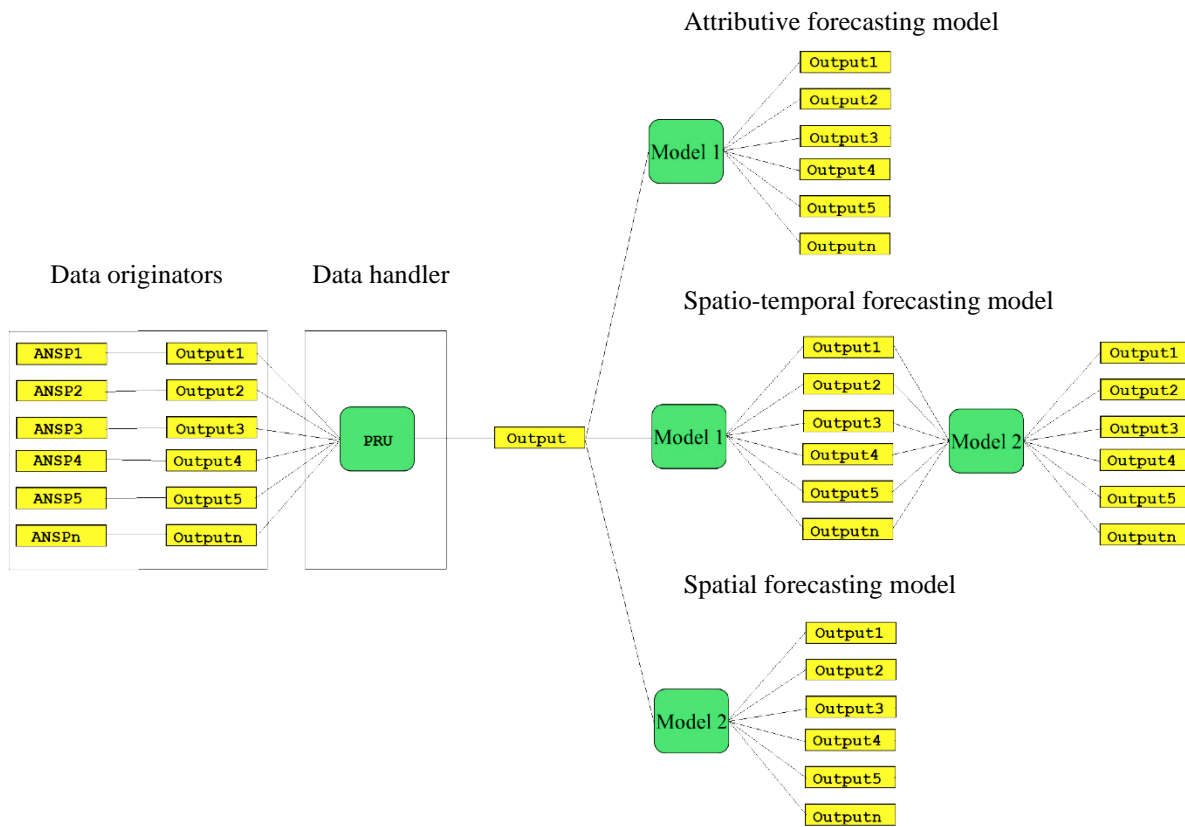 Attributive forecasting model
Output1
Output2
Model 1
Output3
Output4
Output5
Outputn
Data originators
Data handler
ANSP1
Output1
ANSP2
Output2
ANSP3
Output3
ANSP4
Output4
ANSP5
Output5
ANSPn
Outputn
PRU
Output
Spatio-temporal forecasting model
Model 1
Output1
Output2
Output3
Output4
Output5
Outputn
Model 2
Output1
Output2
Output3
Output4
Output5
Outputn
Spatial forecasting model
Model 2
Output1
Output2
Output3
Output4
Output5
Outputn